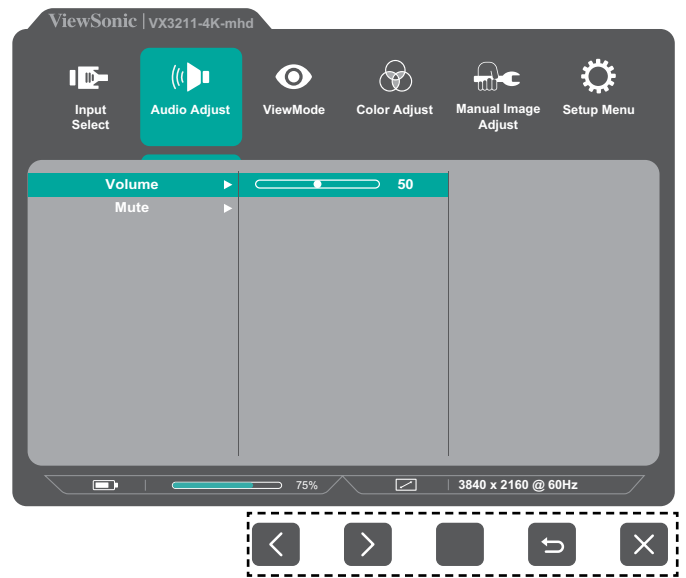 ViewSonic | VX3211-4K-mhd
Input Select
Audio Adjust
ViewMode
Color Adjust
Manual Image Adjust
Setup Menu
Volume
50
Mute
75%
3840 x 2160 @ 60Hz